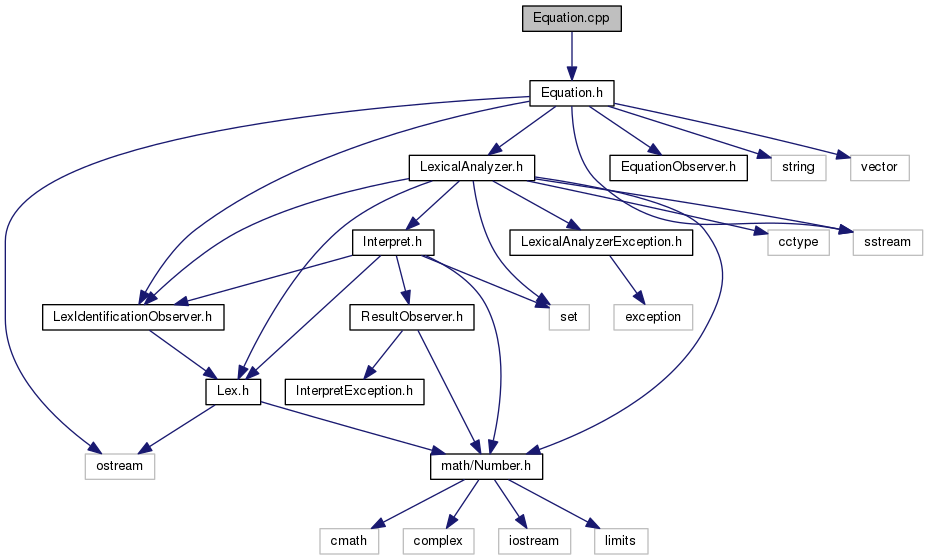 Equation.cpp
Equation.h
LexicalAnalyzer.h
EquationObserver.h
string
vector
Interpret.h
LexicalAnalyzerException.h
cctype
sstream
LexIdentificationObserver.h
ResultObserver.h
set
exception
Lex.h
InterpretException.h
ostream
math/Number.h
cmath
complex
iostream
limits